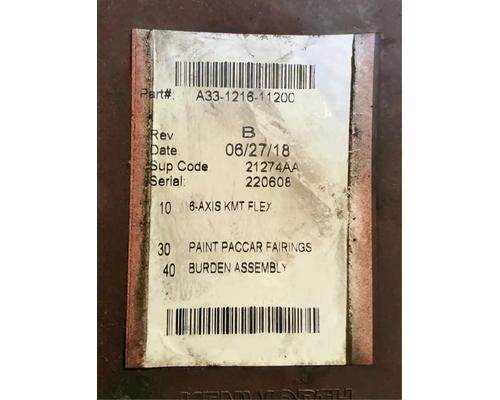 Part#: A33-1216-11200
Rev B
Date 06/27/18
Sup Code 21274AA
Serial: 220608
10 6-AXIS KMT FLEX
30 PAINT PACCAR FAIRINGS
40 BURDEN ASSEMBLY
KENWORTH